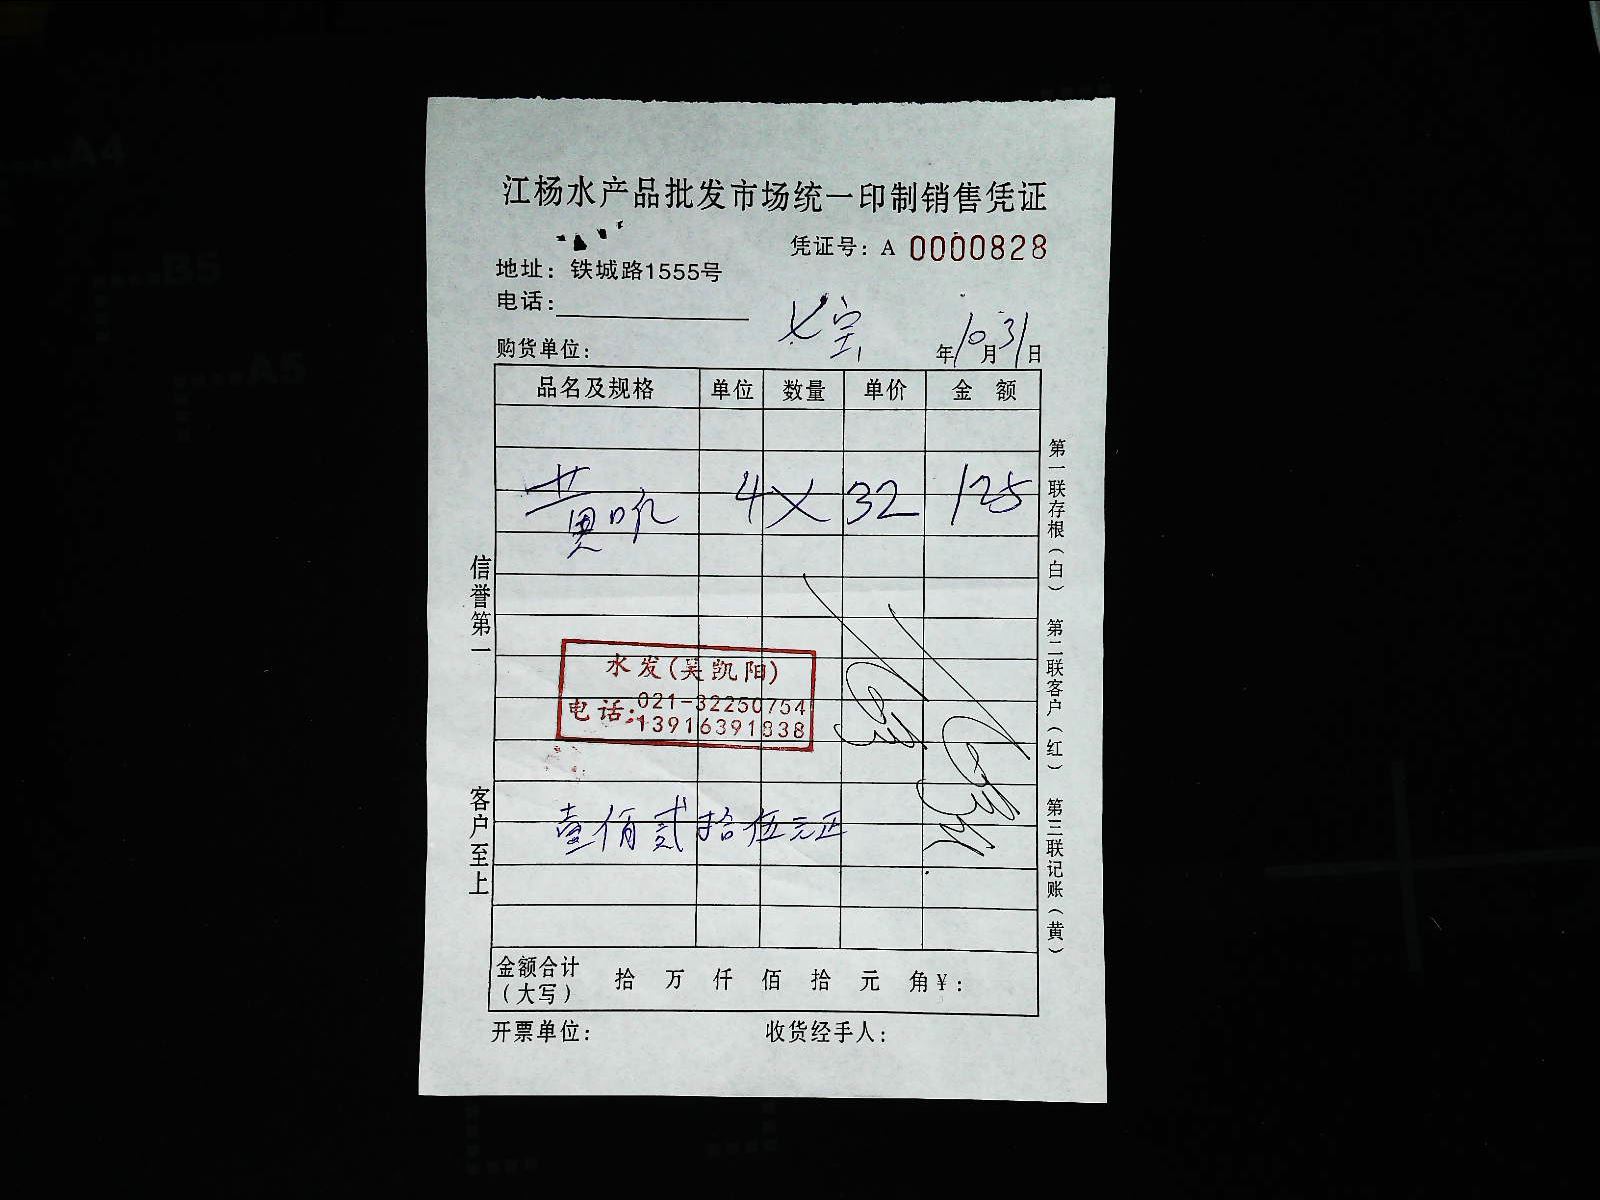 江杨水产品批发市场统一印制销售凭证
凭证号: A 0000828
地址: 铁城路1555号
电话:
购货单位: 七宝 年10月31日
品名及规格 单位 数量 单价 金 额
黄 4 X 32 125
水发(吴凯阳)
电话: 021-32250754
13916391838
壹佰贰拾伍元正
金额合计
(大写) 拾 万 仟 佰 拾 元 角 ¥:
开票单位: 收货经手人:
信誉第一 客户至上
第一联存根(白) 第二联客户(红) 第三联记账(黄)
A4
B5
A5